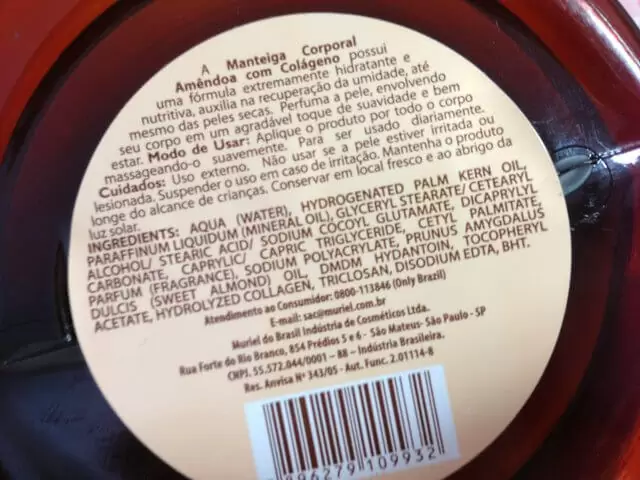 A Manteiga Corporal
Amêndoa com Colágeno possui
uma fórmula extremamente hidratante e
nutritiva, auxilia na recuperação da umidade, até
mesmo das peles secas. Perfuma a pele, envolvendo
seu corpo em um agradável toque de suavidade e bem
estar. Modo de Usar: Aplique o produto por todo o corpo
massageando-o suavemente. Para ser usado diariamente.
Cuidados: Uso externo. Não usar se a pele estiver irritada ou
lesionada. Suspender o uso em caso de irritação. Mantenha o produto
longe do alcance de crianças. Conservar em local fresco e ao abrigo da
luz solar.
INGREDIENTS: AQUA (WATER), HYDROGENATED PALM KERN OIL,
PARAFFINUM LIQUIDUM (MINERAL OIL), GLYCERYL STEARATE/ CETEARYL
ALCOHOL/ STEARIC ACID/ SODIUM COCOYL GLUTAMATE, DICAPRYLYL
CARBONATE, CAPRYLIC/ CAPRIC TRIGLYCERIDE, CETYL PALMITATE,
PARFUM (FRAGRANCE), SODIUM POLYACRYLATE, PRUNUS AMYGDALUS
DULCIS (SWEET ALMOND) OIL, DMDM HYDANTOIN, TOCOPHERYL
ACETATE, HYDROLYZED COLLAGEN, TRICLOSAN, DISODIUM EDTA, BHT.
Atendimento ao Consumidor: 0800-113846 (Only Brazil)
E-mail: sac@muriel.com.br
Muriel do Brasil Indústria de Cosméticos Ltda.
Rua Forte do Rio Branco, 854 Prédios 5 e 6 - São Mateus- São Paulo - SP
CNPJ. 55.572.044/0001 - 88 - Indústria Brasileira.
Res. Anvisa Nº 343/05 - Aut. Func. 2.01114-8
896279109932